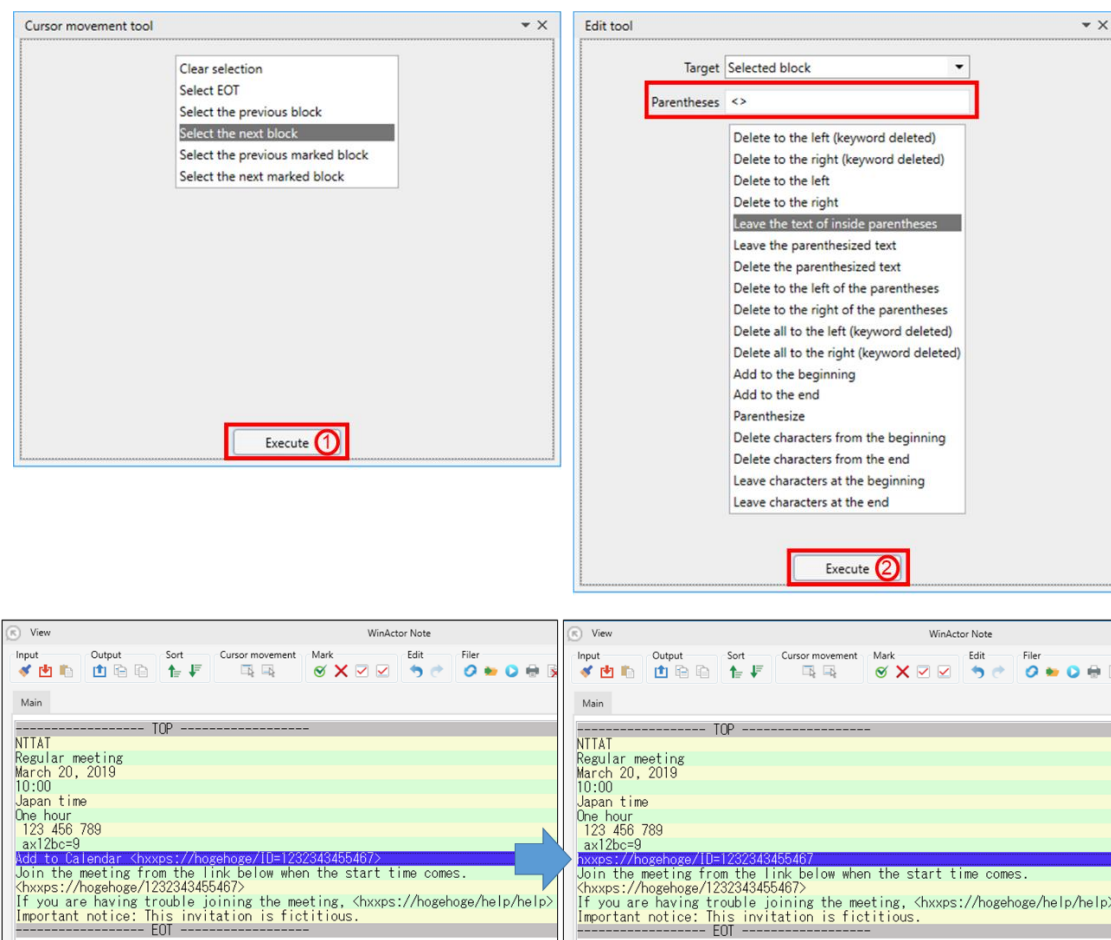 Cursor movement tool
Clear selection
Select EOT
Select the previous block
Select the next block
Select the previous marked block
Select the next marked block
Execute ①
Edit tool
Target Selected block
Parentheses <>
Delete to the left (keyword deleted)
Delete to the right (keyword deleted)
Delete to the left
Delete to the right
Leave the text of inside parentheses
Leave the parenthesized text
Delete the parenthesized text
Delete to the left of the parentheses
Delete to the right of the parentheses
Delete all to the left (keyword deleted)
Delete all to the right (keyword deleted)
Add to the beginning
Add to the end
Parenthesize
Delete characters from the beginning
Delete characters from the end
Leave characters at the beginning
Leave characters at the end
Execute ②
View WinActor Note
Input Output Sort Cursor movement Mark Edit Filer
Main
------------------ TOP ------------------
NTTAT
Regular meeting
March 20, 2019
10:00
Japan time
One hour
123 456 789
ax12bc=9
Add to Calendar <hxxps://hogehoge/ID=1232343455467>
Join the meeting from the link below when the start time comes.
<hxxps://hogehoge/1232343455467>
If you are having trouble joining the meeting, <hxxps://hogehoge/help/help>
Important notice: This invitation is fictitious.
------------------ EOT ------------------
View WinActor Note
Input Output Sort Cursor movement Mark Edit Filer
Main
------------------ TOP ------------------
NTTAT
Regular meeting
March 20, 2019
10:00
Japan time
One hour
123 456 789
ax12bc=9
hxxps://hogehoge/ID=1232343455467
Join the meeting from the link below when the start time comes.
<hxxps://hogehoge/1232343455467>
If you are having trouble joining the meeting, <hxxps://hogehoge/help/help>
Important notice: This invitation is fictitious.
------------------ EOT ------------------